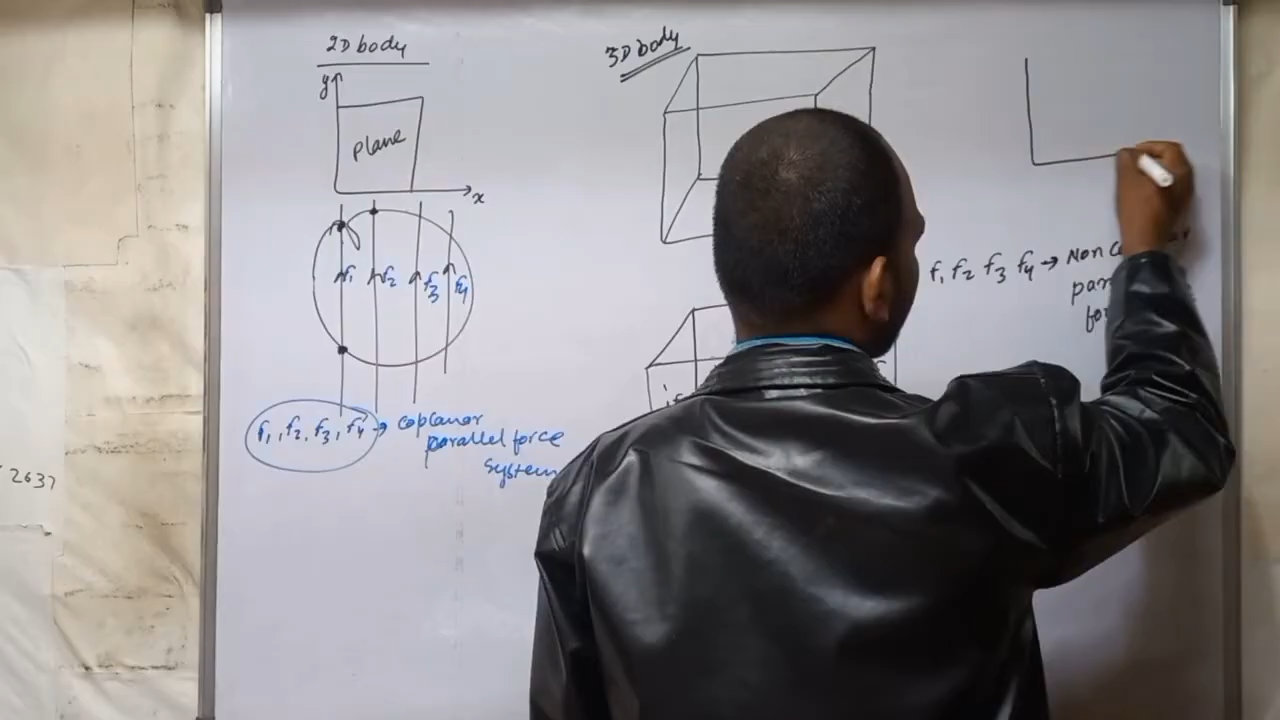 2D body
y
plane
x
f1 f2 f3 f4
f1, f2, f3, f4 → coplanar
parallel force
system
3D body
f1 f2 f3 f4 → Non
2637